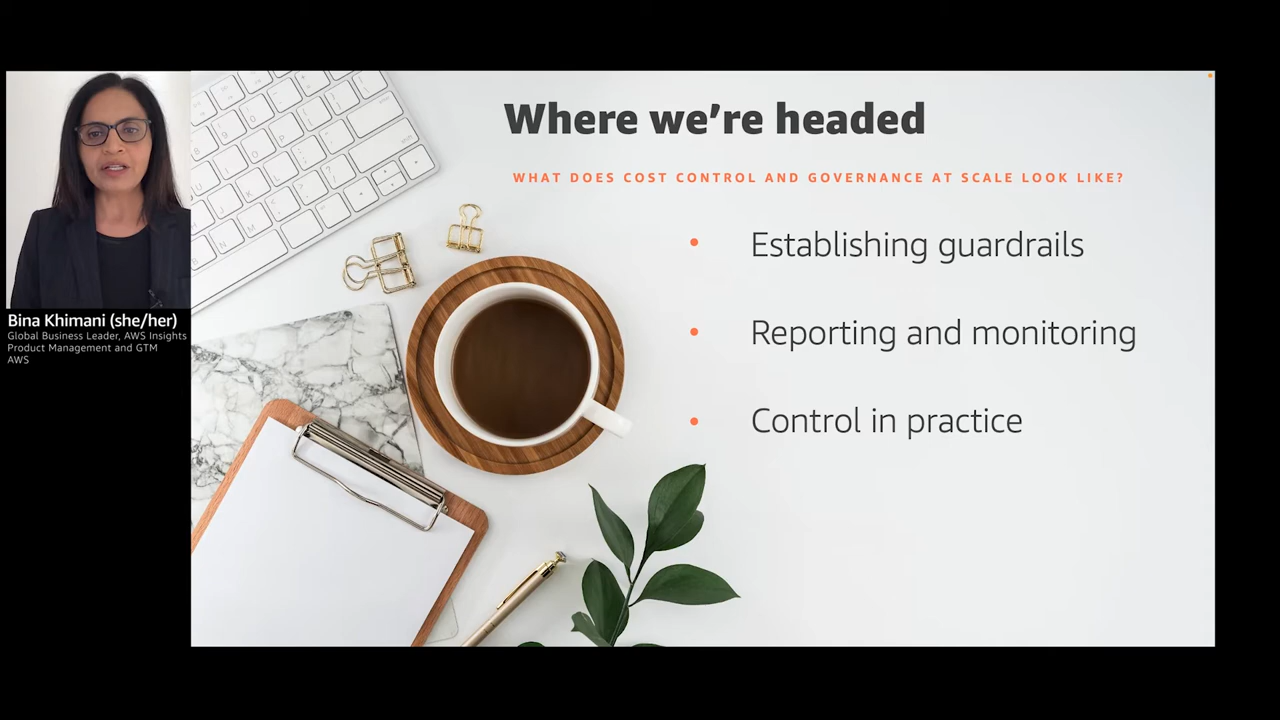 Where we’re headed
WHAT DOES COST CONTROL AND GOVERNANCE AT SCALE LOOK LIKE?
• Establishing guardrails
• Reporting and monitoring
• Control in practice
Bina Khimani (she/her)
Global Business Leader, AWS Insights
Product Management and GTM
AWS